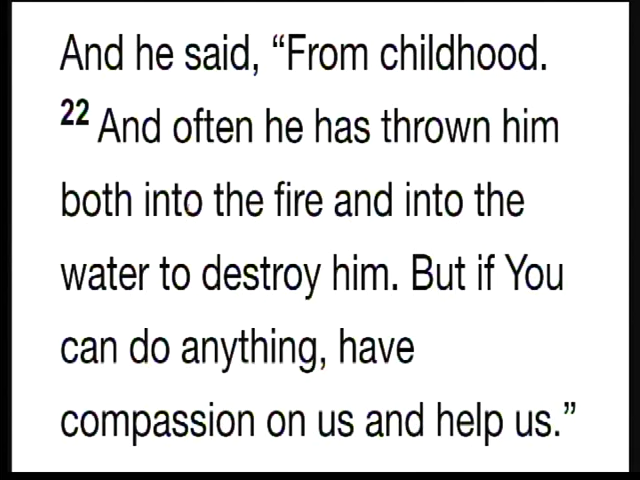 And he said, “From childhood.
22 And often he has thrown him
both into the fire and into the
water to destroy him. But if You
can do anything, have
compassion on us and help us.”